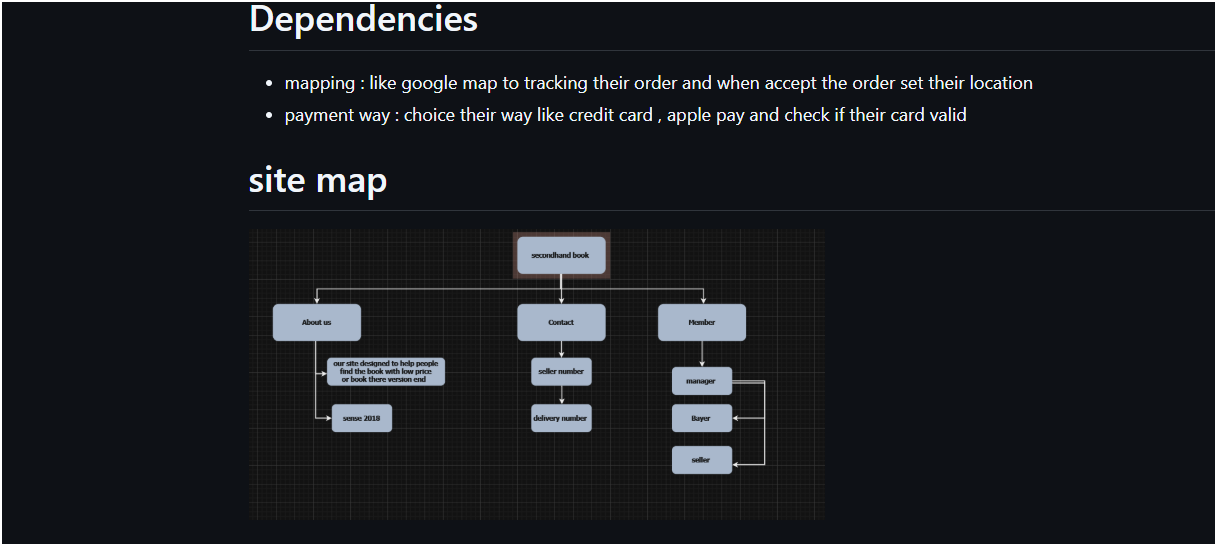 Dependencies
mapping : like google map to tracking their order and when accept the order set their location
payment way : choice their way like credit card , apple pay and check if their card valid
site map
secondhand book
About us
Contact
Member
our site designed to help people
find the book with low price
or book there version end
sense 2018
seller number
delivery number
manager
Bayer
seller